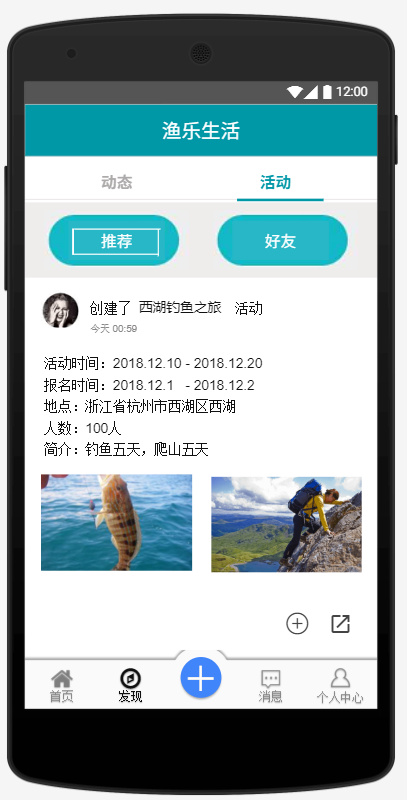 12:00
渔乐生活
动态 活动
推荐 好友
创建了 西湖钓鱼之旅 活动
今天 00:59
活动时间：2018.12.10 - 2018.12.20
报名时间：2018.12.1 - 2018.12.2
地点：浙江省杭州市西湖区西湖
人数：100人
简介：钓鱼五天，爬山五天
首页 发现 消息 个人中心